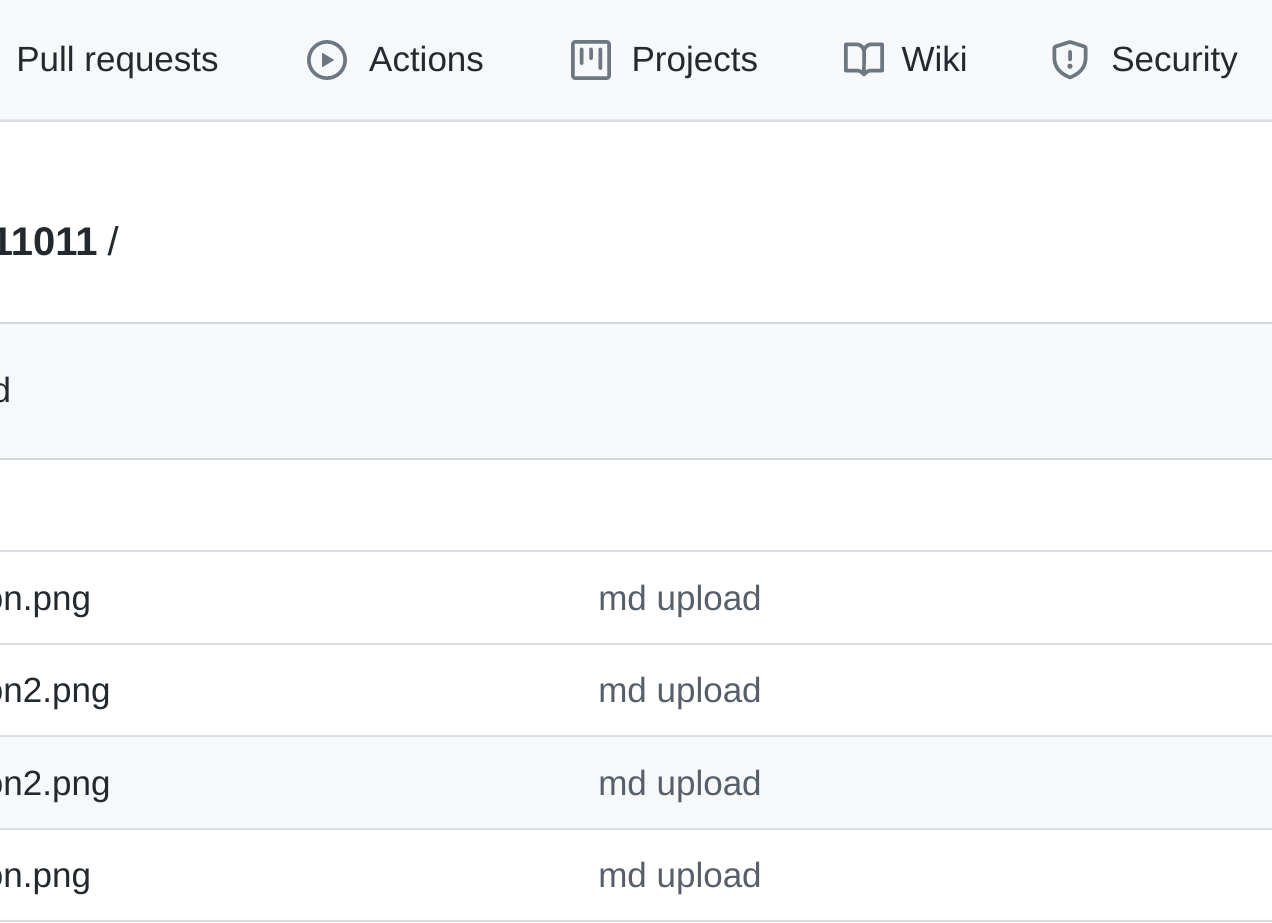 Pull requests Actions Projects Wiki Security
11011 /
d
on.png md upload
on2.png md upload
on2.png md upload
on.png md upload